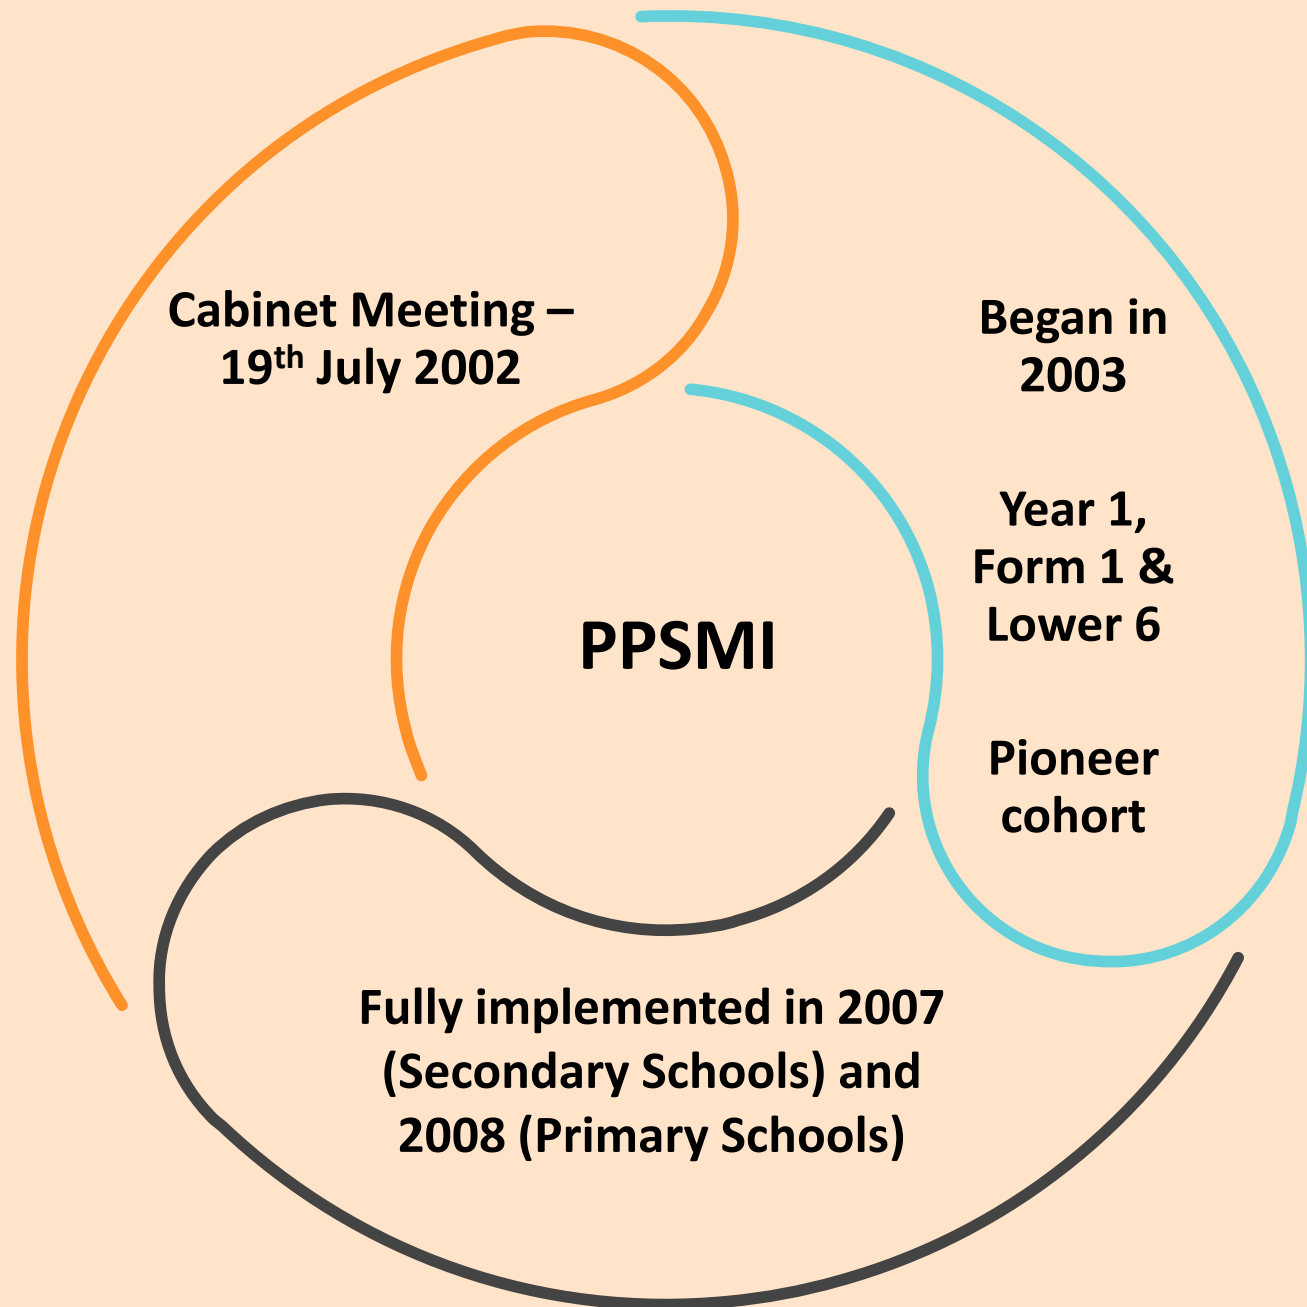 Cabinet Meeting –
19th July 2002
Began in
2003
Year 1,
Form 1 &
Lower 6
Pioneer
cohort
PPSMI
Fully implemented in 2007
(Secondary Schools) and
2008 (Primary Schools)